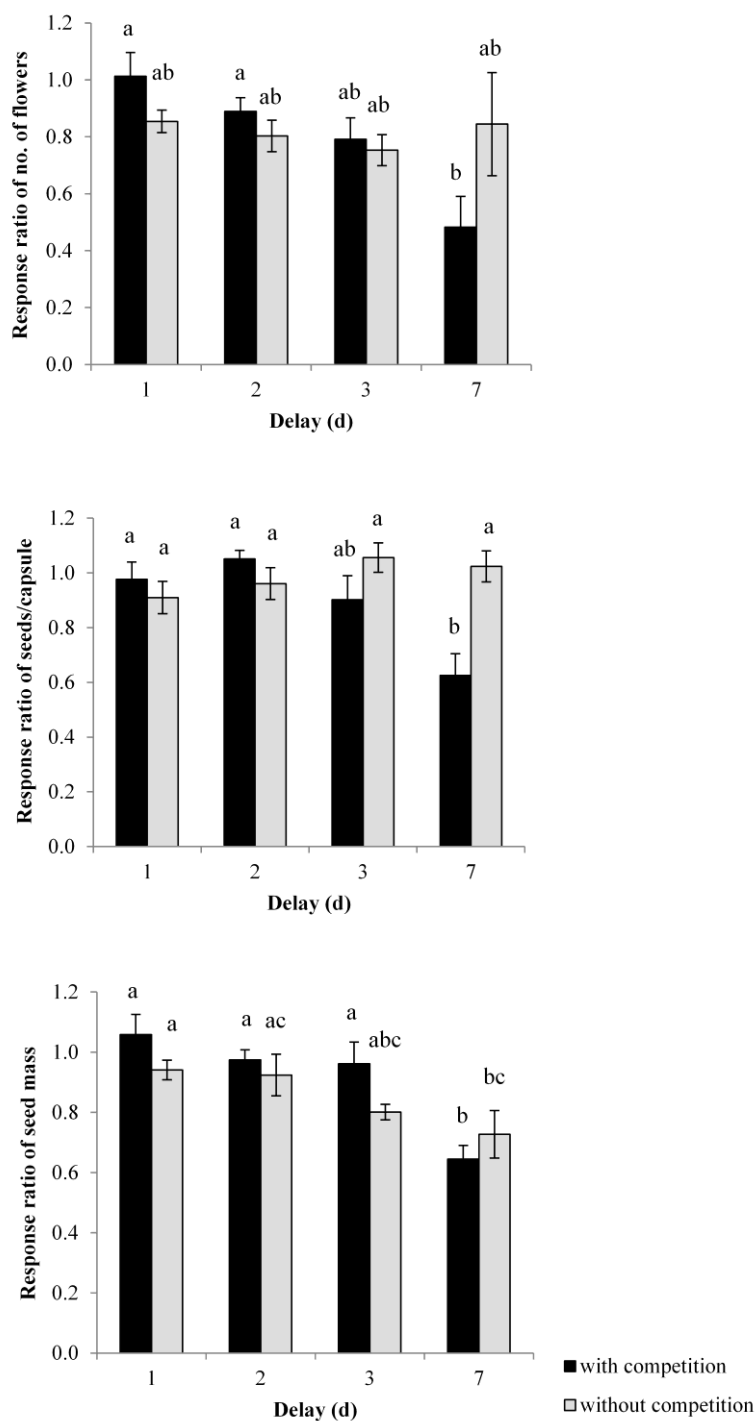 Response ratio of no. of flowers
1.2
1.0
0.8
0.6
0.4
0.2
0.0
a
ab
a
ab
ab
ab
b
ab
1
2
3
7
Delay (d)
Response ratio of seeds/capsule
1.2
1.0
0.8
0.6
0.4
0.2
0.0
a
a
a
a
ab
a
b
a
1
2
3
7
Delay (d)
Response ratio of seed mass
1.2
1.0
0.8
0.6
0.4
0.2
0.0
a
a
a
ac
a
abc
b
bc
1
2
3
7
Delay (d)
with competition
without competition